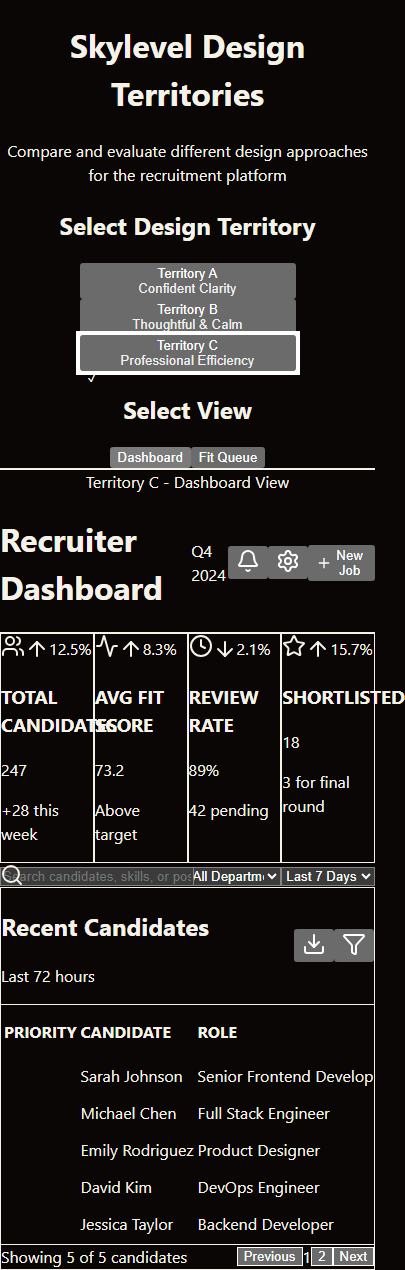 Skylevel Design
Territories
Compare and evaluate different design approaches
for the recruitment platform
Select Design Territory
Territory A
Confident Clarity
Territory B
Thoughtful & Calm
Territory C
Professional Efficiency
✓
Select View
Dashboard Fit Queue
Territory C - Dashboard View
Recruiter
Dashboard
Q4
2024
+ New
Job
12.5% 8.3% 2.1% 15.7%
TOTAL
CANDIDATES
247
+28 this
week
AVG FIT
SCORE
73.2
Above
target
REVIEW
RATE
89%
42 pending
SHORTLISTED
18
3 for final
round
Search candidates, skills, or pos All Departm Last 7 Days
Recent Candidates
Last 72 hours
PRIORITY CANDIDATE ROLE
Sarah Johnson Senior Frontend Develop
Michael Chen Full Stack Engineer
Emily Rodriguez Product Designer
David Kim DevOps Engineer
Jessica Taylor Backend Developer
Showing 5 of 5 candidates Previous 1 2 Next